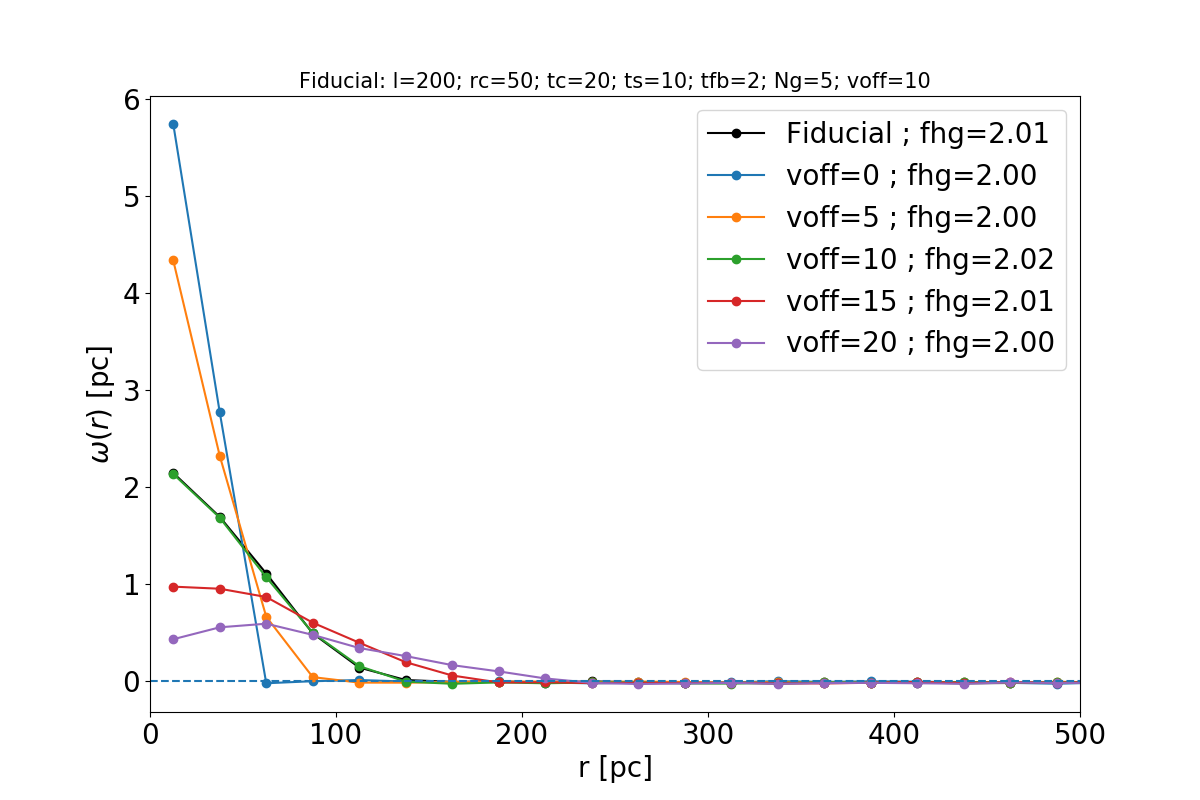 Fiducial: l=200; rc=50; tc=20; ts=10; tfb=2; Ng=5; voff=10
6
5
4
3
2
1
0
ω(r) [pc]
Fiducial ; fhg=2.01
voff=0 ; fhg=2.00
voff=5 ; fhg=2.00
voff=10 ; fhg=2.02
voff=15 ; fhg=2.01
voff=20 ; fhg=2.00
0 100 200 300 400 500
r [pc]